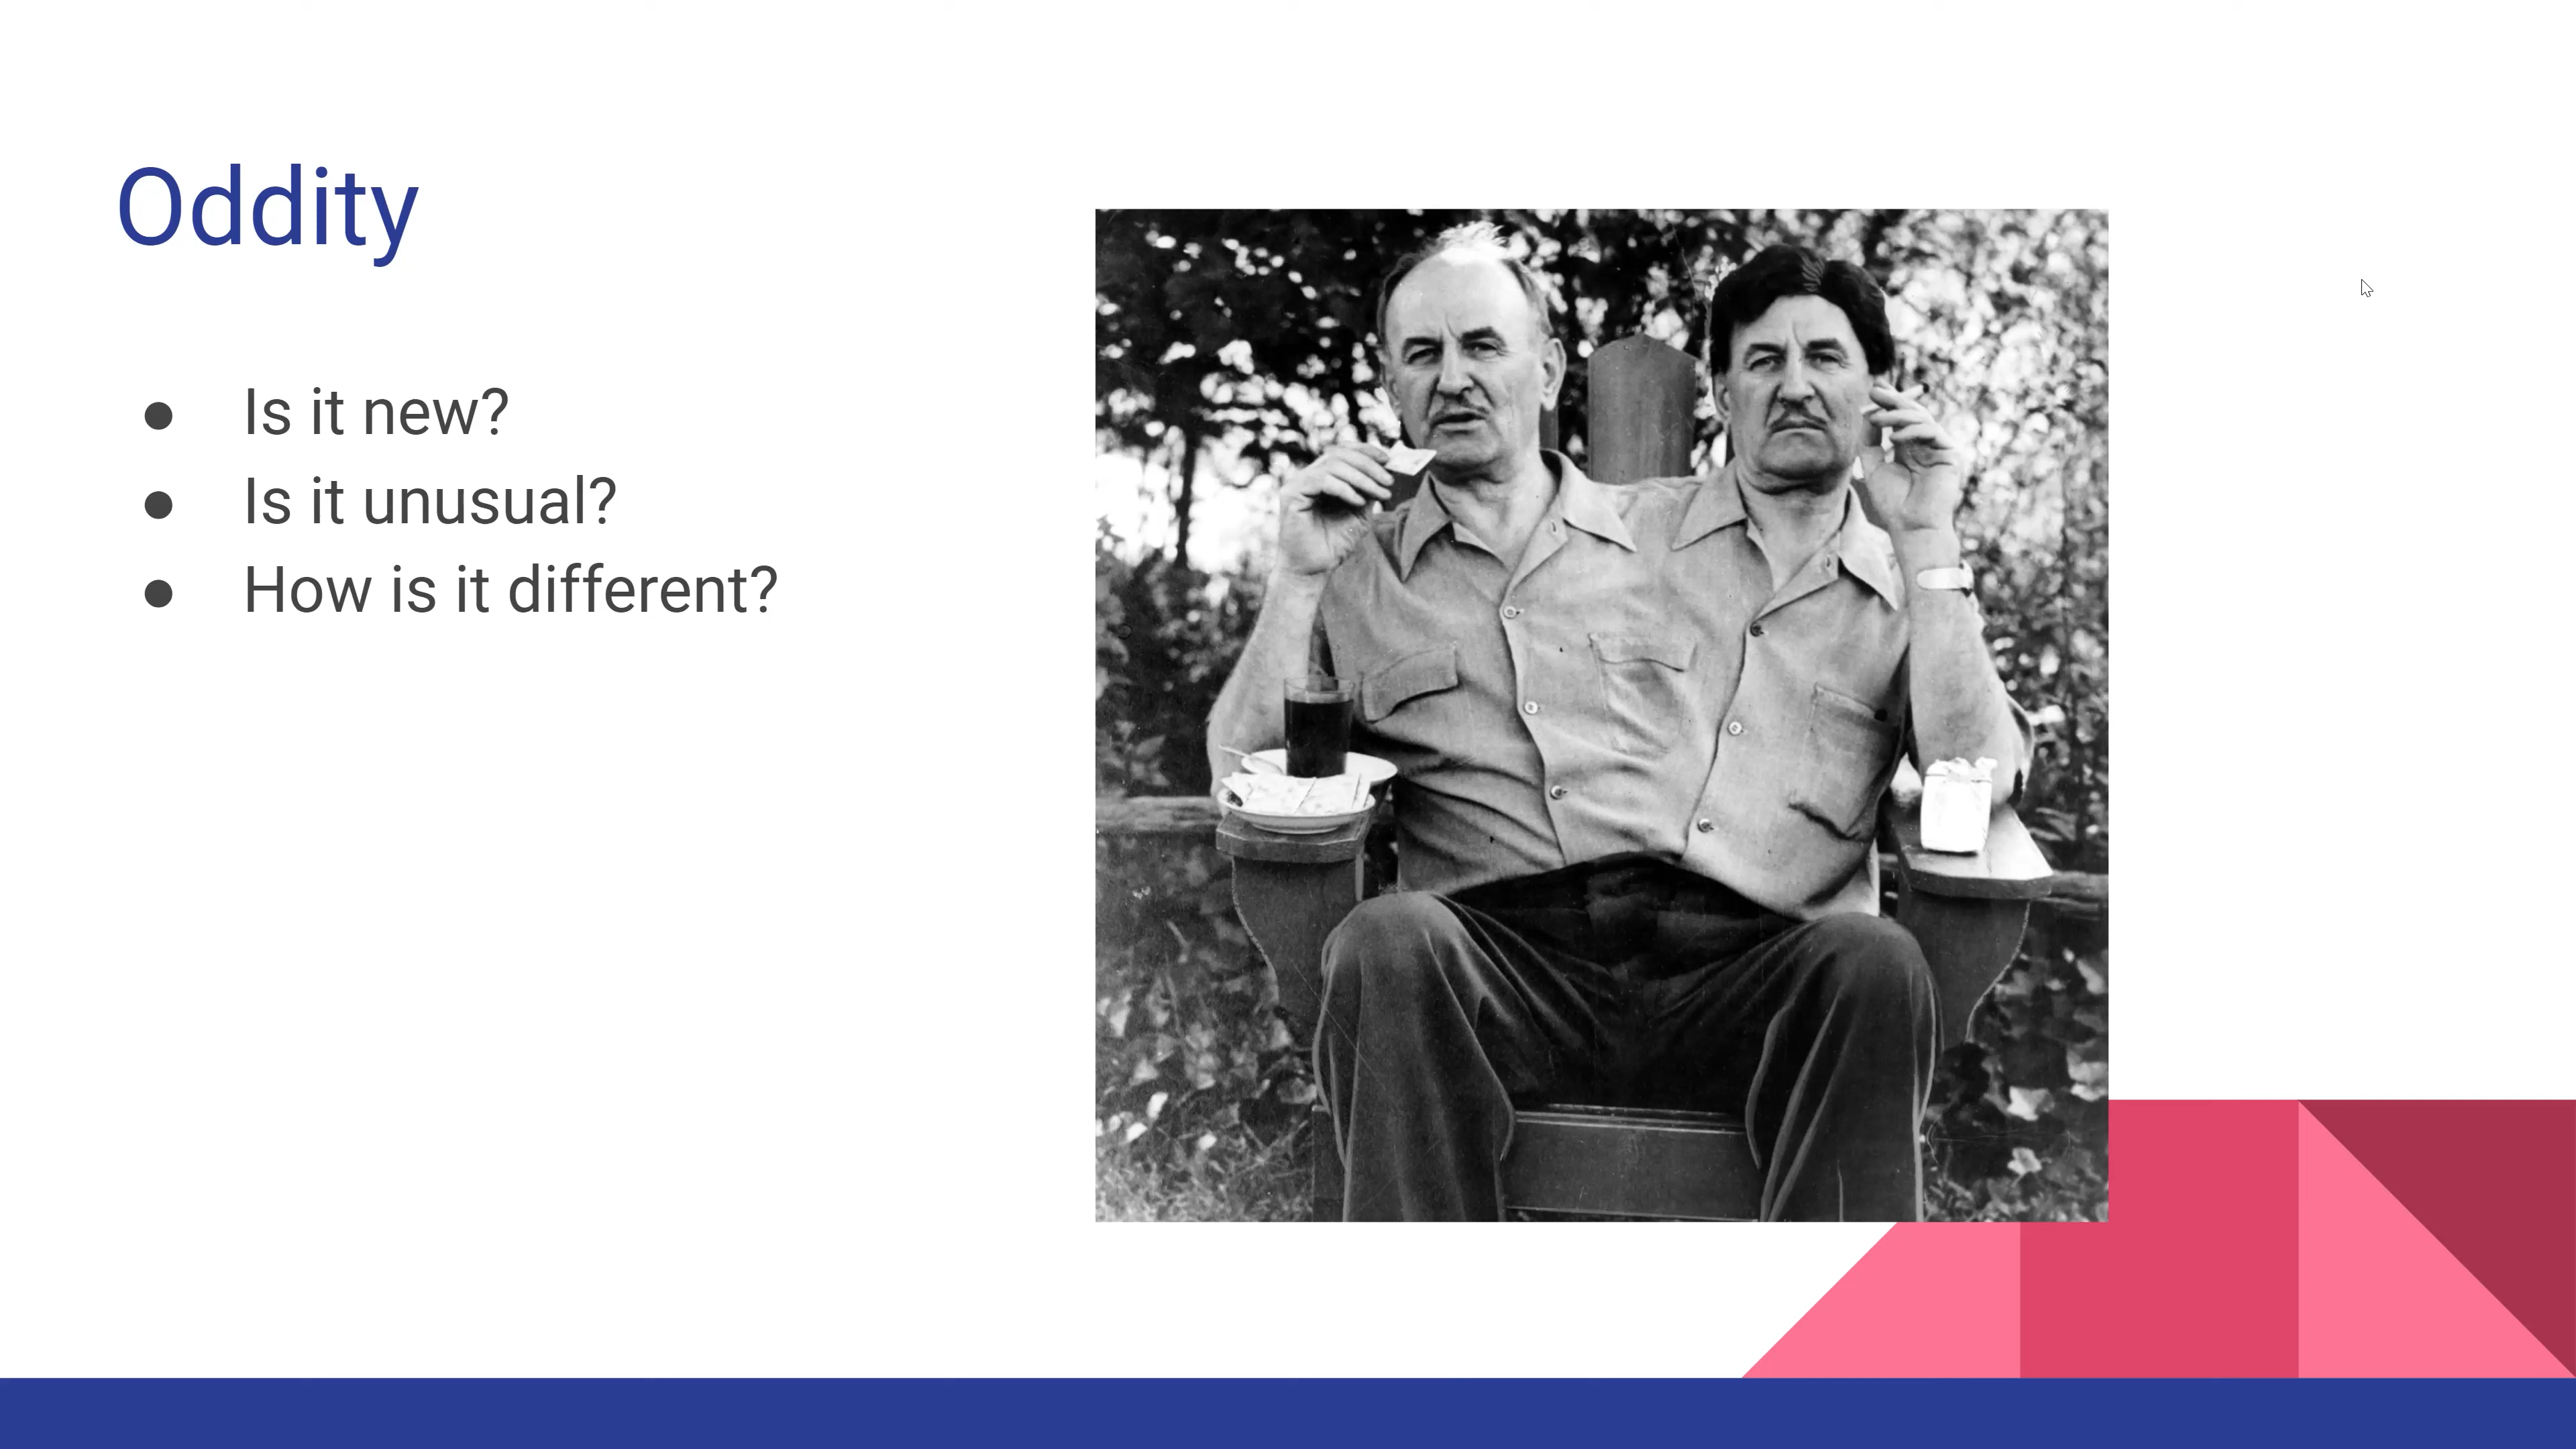 Oddity
● Is it new?
● Is it unusual?
● How is it different?